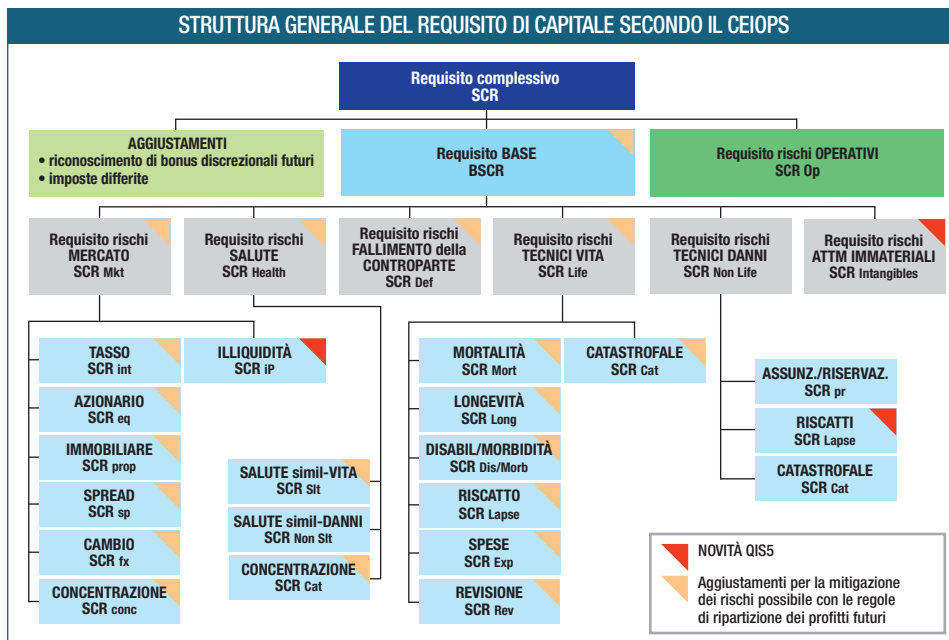 STRUTTURA GENERALE DEL REQUISITO DI CAPITALE SECONDO IL CEIOPS
Requisito complessivo
SCR
AGGIUSTAMENTI
• riconoscimento di bonus discrezionali futuri
• imposte differite
Requisito BASE
BSCR
Requisito rischi OPERATIVI
SCR Op
Requisito rischi
MERCATO
SCR Mkt
Requisito rischi
SALUTE
SCR Health
Requisito rischi
FALLIMENTO della
CONTROPARTE
SCR Def
Requisito rischi
TECNICI VITA
SCR Life
Requisito rischi
TECNICI DANNI
SCR Non Life
Requisito rischi
ATTM IMMATERIALI
SCR Intangibles
TASSO
SCR int
AZIONARIO
SCR eq
IMMOBILIARE
SCR prop
SPREAD
SCR sp
CAMBIO
SCR fx
CONCENTRAZIONE
SCR conc
ILLIQUIDITÀ
SCR iP
SALUTE simil-VITA
SCR Slt
SALUTE simil-DANNI
SCR Non Slt
CONCENTRAZIONE
SCR Cat
MORTALITÀ
SCR Mort
LONGEVITÀ
SCR Long
DISABIL/MORBIDITÀ
SCR Dis/Morb
RISCATTO
SCR Lapse
SPESE
SCR Exp
REVISIONE
SCR Rev
CATASTROFALE
SCR Cat
ASSUNZ./RISERVAZ.
SCR pr
RISCATTI
SCR Lapse
CATASTROFALE
SCR Cat
NOVITÀ QIS5
Aggiustamenti per la mitigazione
dei rischi possibile con le regole
di ripartizione dei profitti futuri